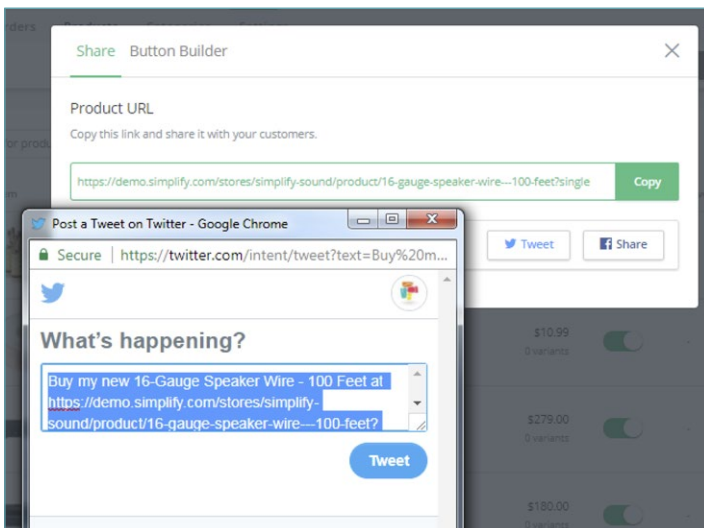 Share Button Builder
Product URL
Copy this link and share it with your customers.
https://demo.simplify.com/stores/simplify-sound/product/16-gauge-speaker-wire---100-feet?single Copy
Tweet Share
Post a Tweet on Twitter - Google Chrome
Secure https://twitter.com/intent/tweet?text=Buy%20m...
What's happening?
Buy my new 16-Gauge Speaker Wire - 100 Feet at
https://demo.simplify.com/stores/simplify-
sound/product/16-gauge-speaker-wire---100-feet?
Tweet
$10.99
0 variants
$279.00
0 variants
$180.00
0 variants